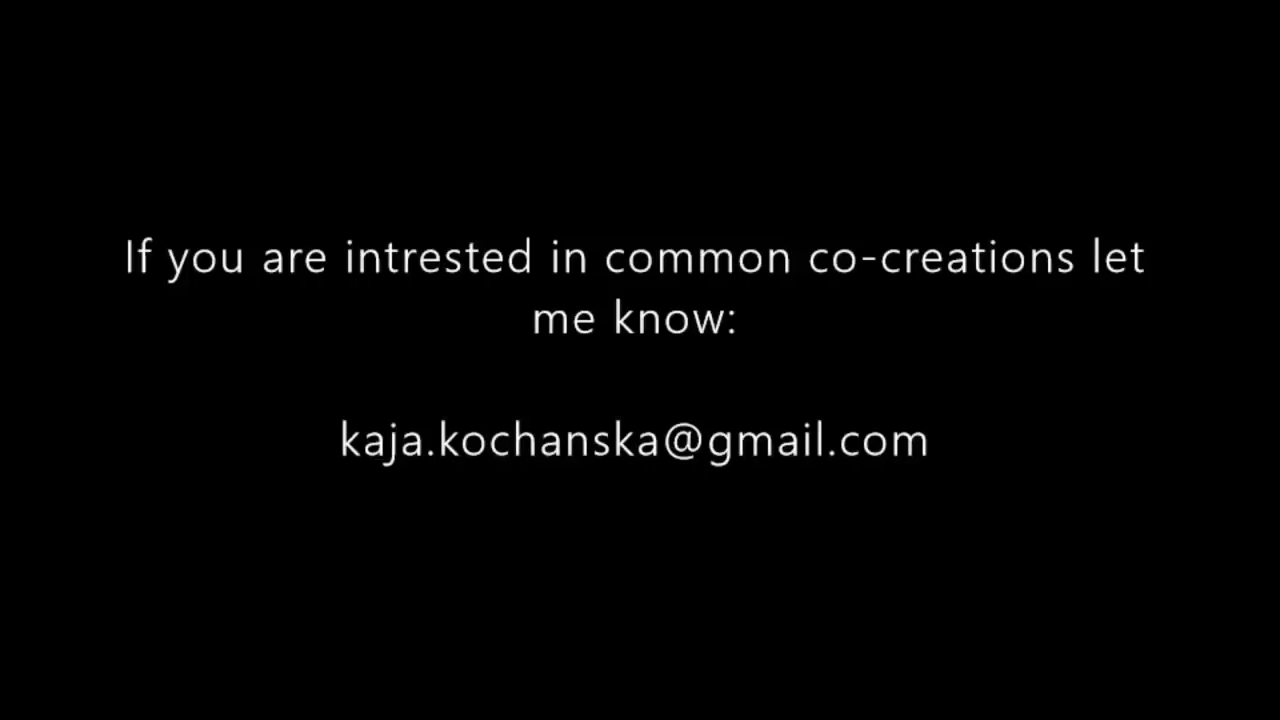 If you are intrested in common co-creations let
me know:
kaja.kochanska@gmail.com